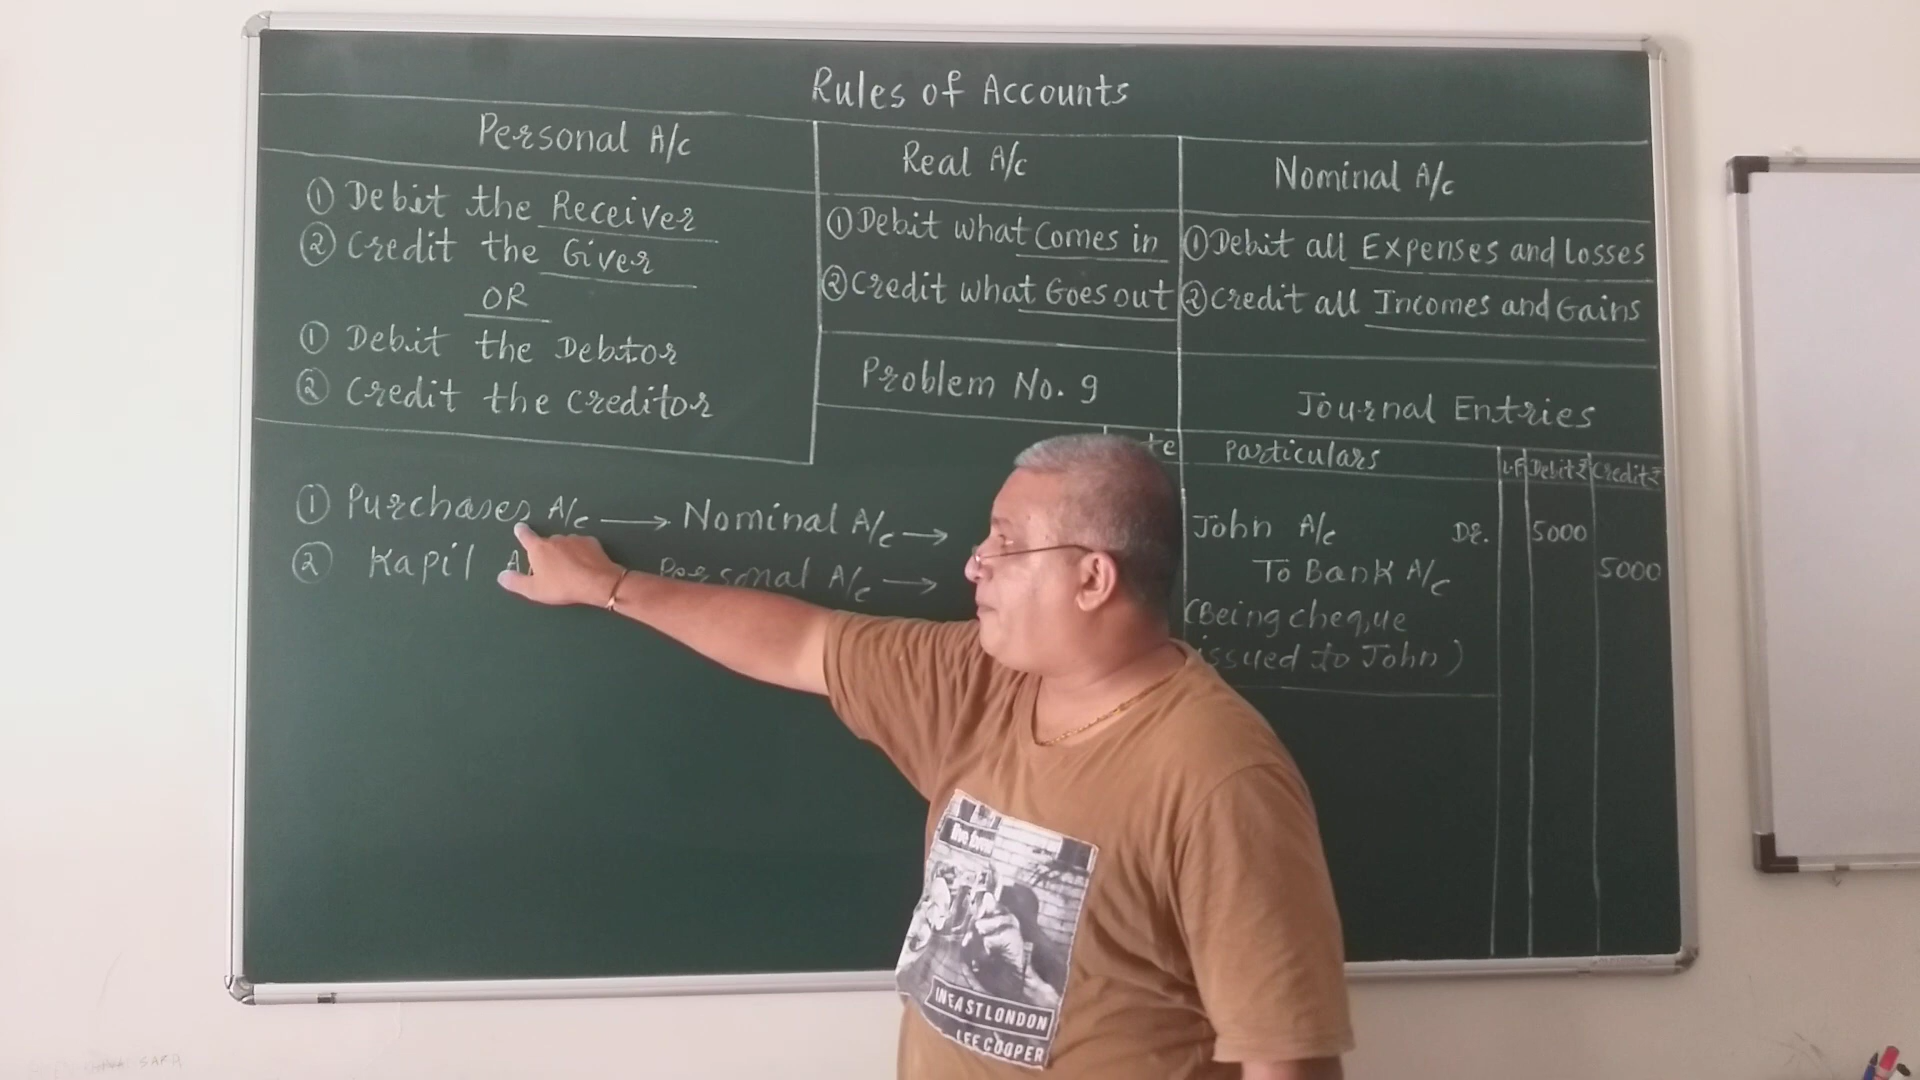 Rules of Accounts
Personal A/c
① Debit the Receiver
② Credit the Giver
OR
① Debit the Debtor
② Credit the Creditor
Real A/c
① Debit what Comes in
② Credit what Goes out
Nominal A/c
① Debit all Expenses and Losses
② Credit all Incomes and Gains
Problem No. 9
① Purchases A/c → Nominal A/c →
② Kapil Personal A/c →
Journal Entries
Particulars L.F Debit₹ Credit₹
John A/c Dr. 5000
To Bank A/c 5000
(Being cheque
issued to John)
IN EAST LONDON
LEE COOPER